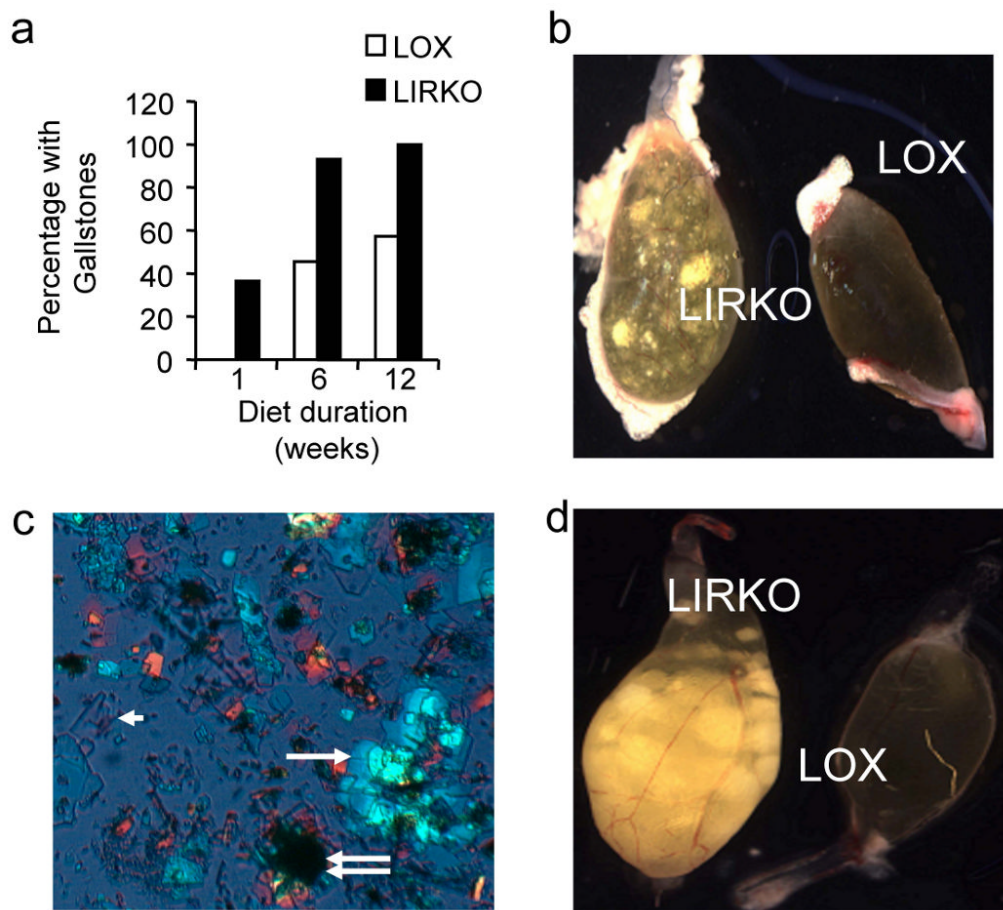 a
LOX
LIRKO
Percentage with
Gallstones
120
100
80
60
40
20
0
1 6 12
Diet duration
(weeks)
b
LOX
LIRKO
c
d
LIRKO
LOX